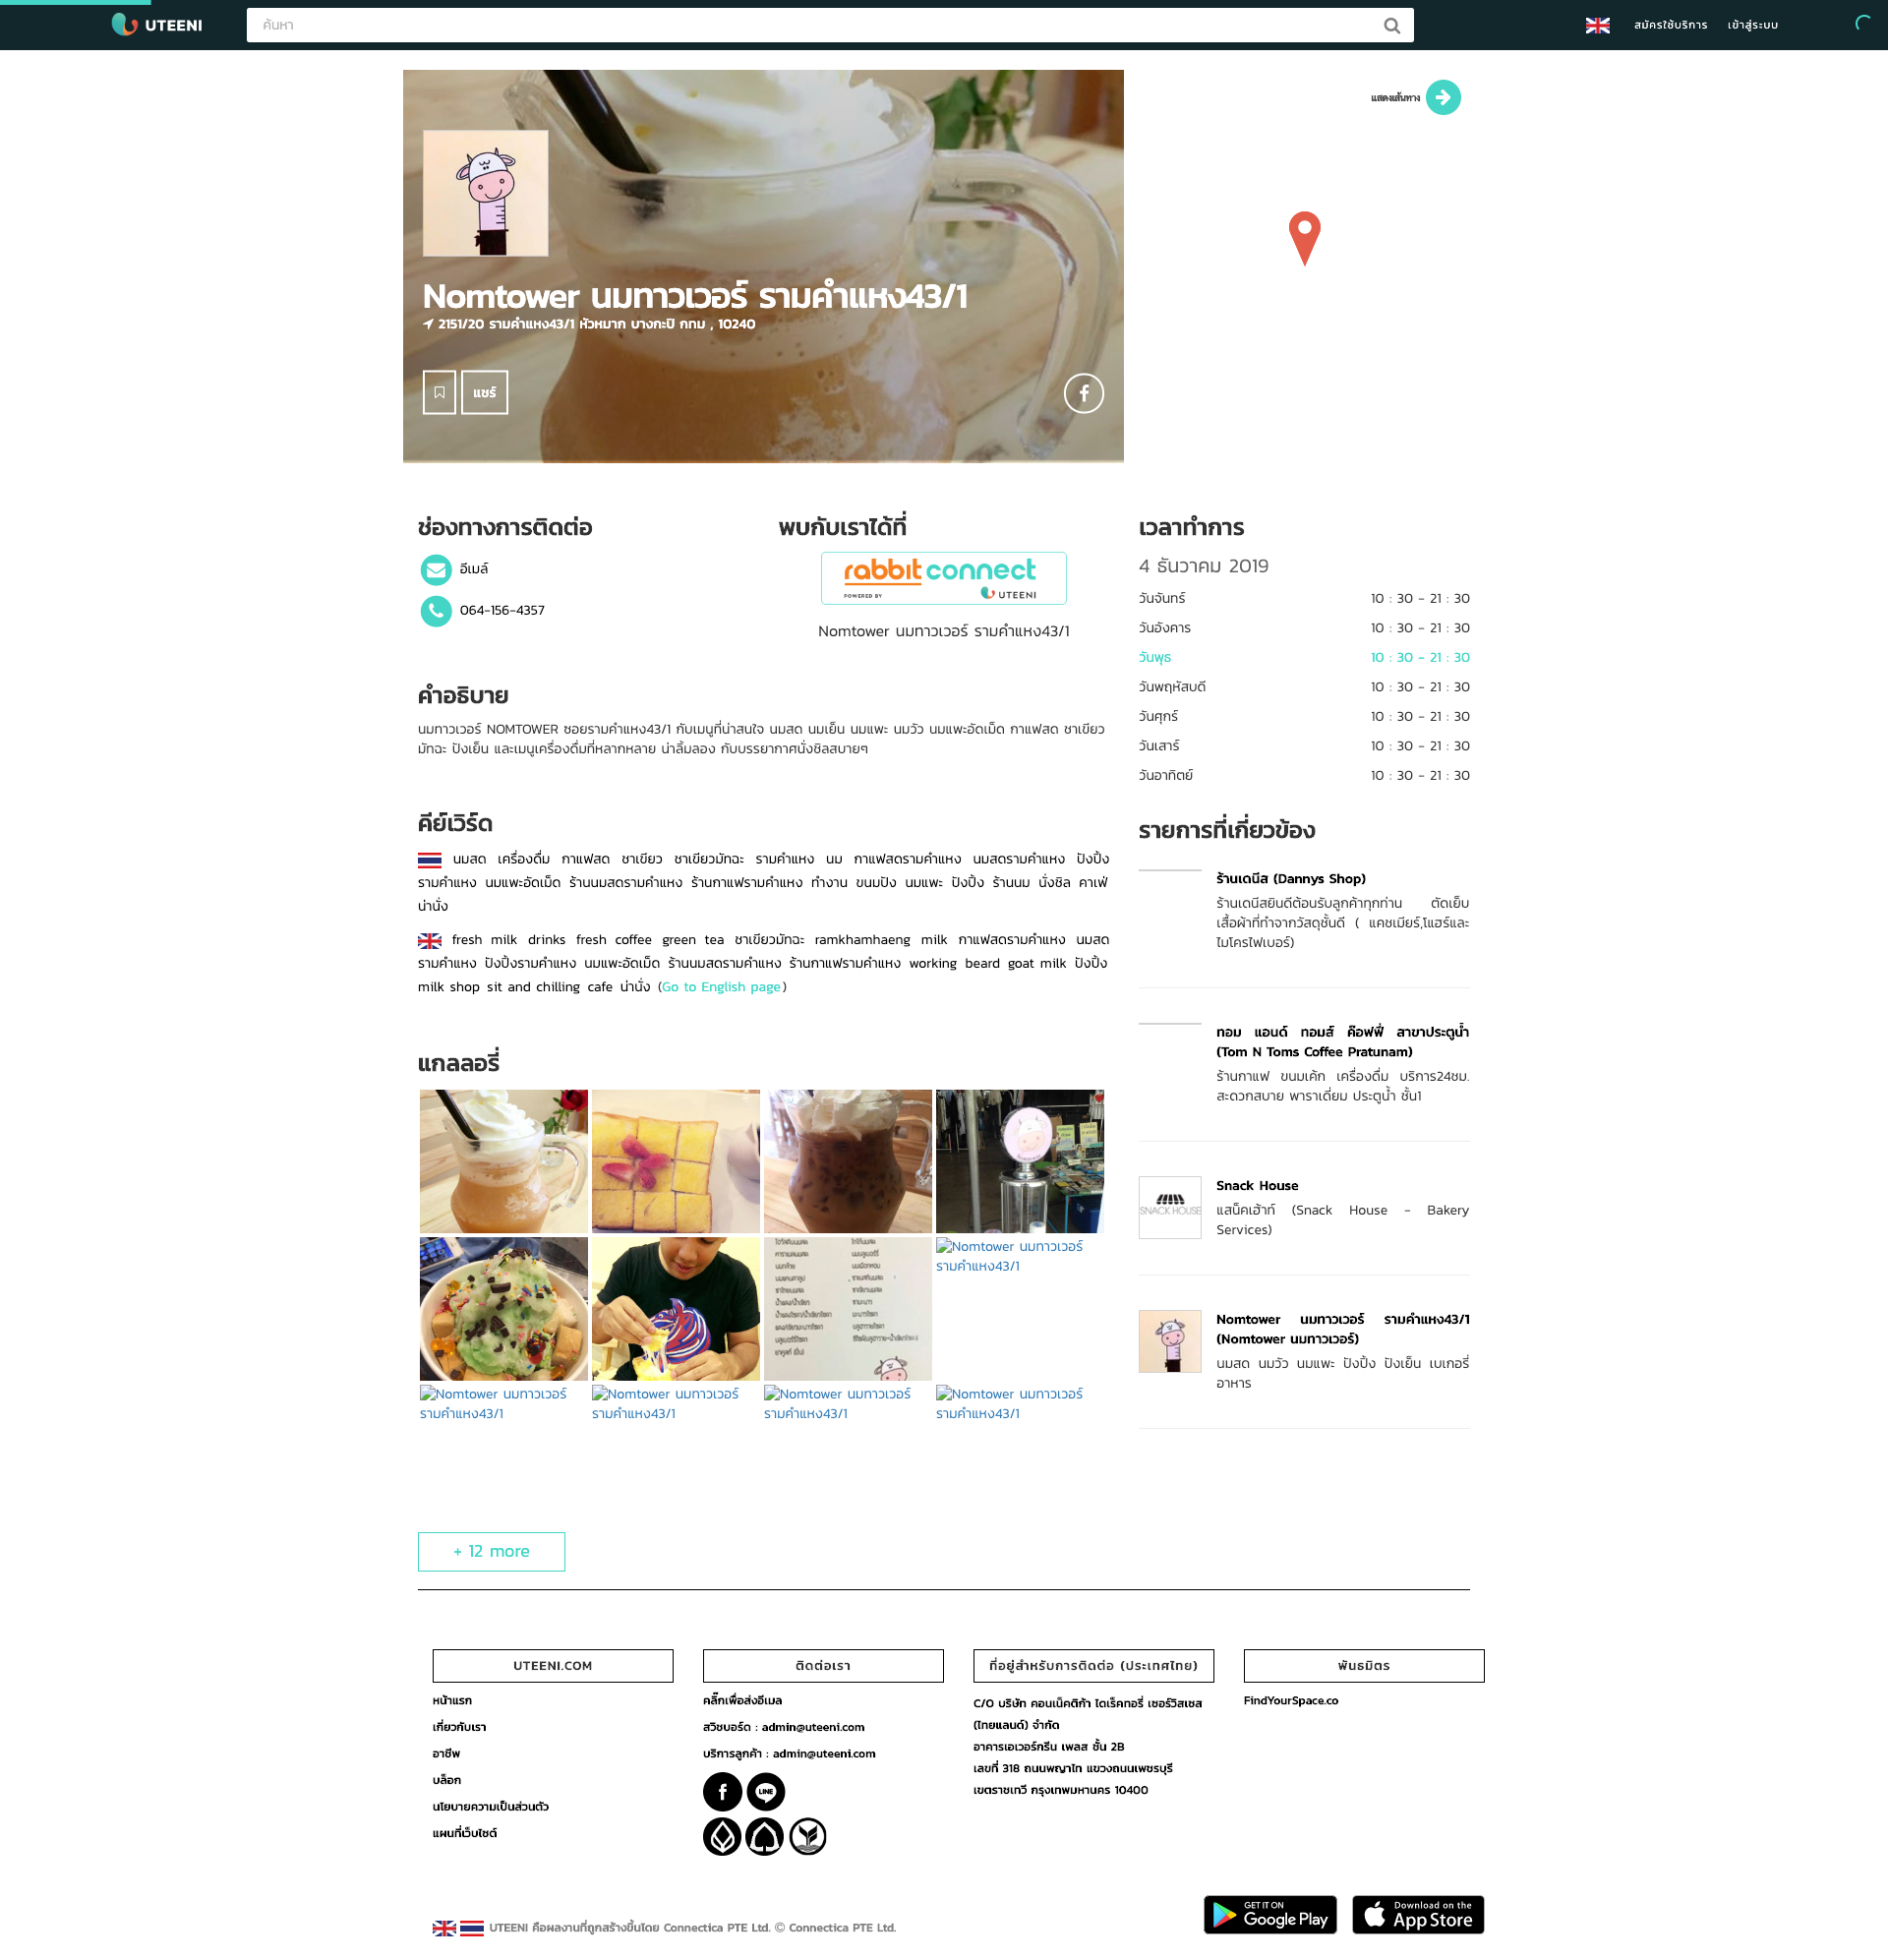 UTEENI
ค้นหา
สมัครใช้บริการ
เข้าสู่ระบบ
แสดงเส้นทาง
Nomtower นมทาวเวอร์ รามคำแหง43/1
2151/20 รามคำแหง43/1 หัวหมาก บางกะปิ กทม , 10240
แชร์
ช่องทางการติดต่อ
อีเมล์
064-156-4357
พบกับเราได้ที่
rabbit connect
POWERED BY UTEENI
Nomtower นมทาวเวอร์ รามคำแหง43/1
เวลาทำการ
4 ธันวาคม 2019
วันจันทร์ 10 : 30 - 21 : 30
วันอังคาร 10 : 30 - 21 : 30
วันพุธ 10 : 30 - 21 : 30
วันพฤหัสบดี 10 : 30 - 21 : 30
วันศุกร์ 10 : 30 - 21 : 30
วันเสาร์ 10 : 30 - 21 : 30
วันอาทิตย์ 10 : 30 - 21 : 30
คำอธิบาย
นมทาวเวอร์ NOMTOWER ซอยรามคำแหง43/1 กับเมนูที่น่าสนใจ นมสด นมเย็น นมแพะ นมวัว นมแพะอัดเม็ด กาแฟสด ชาเขียว
มัทฉะ ปังเย็น และเมนูเครื่องดื่มที่หลากหลาย น่าลิ้มลอง กับบรรยากาศนั่งชิลสบายๆ
คีย์เวิร์ด
นมสด เครื่องดื่ม กาแฟสด ชาเขียว ชาเขียวมัทฉะ รามคำแหง นม กาแฟสดรามคำแหง นมสดรามคำแหง ปังปิ้ง
รามคำแหง นมแพะอัดเม็ด ร้านนมสดรามคำแหง ร้านกาแฟรามคำแหง ทำงาน ขนมปัง นมแพะ ปังปิ้ง ร้านนม นั่งชิล คาเฟ่
น่านั่ง
fresh milk drinks fresh coffee green tea ชาเขียวมัทฉะ ramkhamhaeng milk กาแฟสดรามคำแหง นมสด
รามคำแหง ปังปิ้งรามคำแหง นมแพะอัดเม็ด ร้านนมสดรามคำแหง ร้านกาแฟรามคำแหง working beard goat milk ปังปิ้ง
milk shop sit and chilling cafe น่านั่ง (Go to English page)
รายการที่เกี่ยวข้อง
ร้านเดนีส (Dannys Shop)
ร้านเดนีสยินดีต้อนรับลูกค้าทุกท่าน ตัดเย็บ
เสื้อผ้าที่ทำจากวัสดุชั้นดี ( แคชเมียร์,โแฮร์และ
ไมโครไฟเบอร์)
ทอม แอนด์ ทอมส์ ค๊อฟฟี่ สาขาประตูน้ำ
(Tom N Toms Coffee Pratunam)
ร้านกาแฟ ขนมเค้ก เครื่องดื่ม บริการ24ชม.
สะดวกสบาย พาราเดี่ยม ประตูน้ำ ชั้น1
SNACK HOUSE
Snack House
แสน็คเฮ้าท์ (Snack House - Bakery
Services)
Nomtower นมทาวเวอร์ รามคำแหง43/1
(Nomtower นมทาวเวอร์)
นมสด นมวัว นมแพะ ปังปิ้ง ปังเย็น เบเกอรี่
อาหาร
แกลลอรี่
Nomtower นมทาวเวอร์
รามคำแหง43/1
Nomtower นมทาวเวอร์
รามคำแหง43/1
Nomtower นมทาวเวอร์
รามคำแหง43/1
Nomtower นมทาวเวอร์
รามคำแหง43/1
Nomtower นมทาวเวอร์
รามคำแหง43/1
+ 12 more
UTEENI.COM
หน้าแรก
เกี่ยวกับเรา
อาชีพ
บล็อก
นโยบายความเป็นส่วนตัว
แผนที่เว็บไซต์
ติดต่อเรา
คลิ๊กเพื่อส่งอีเมล
สวิชบอร์ด : admin@uteeni.com
บริการลูกค้า : admin@uteeni.com
LINE
ที่อยู่สำหรับการติดต่อ (ประเทศไทย)
C/O บริษัท คอนเน็คติก้า ไดเร็คทอรี่ เซอร์วิสเซส
(ไทยแลนด์) จำกัด
อาคารเอเวอร์กรีน เพลส ชั้น 2B
เลขที่ 318 ถนนพญาไท แขวงถนนเพชรบุรี
เขตราชเทวี กรุงเทพมหานคร 10400
พันธมิตร
FindYourSpace.co
UTEENI คือผลงานที่ถูกสร้างขึ้นโดย Connectica PTE Ltd. © Connectica PTE Ltd.
GET IT ON
Google Play
Download on the
App Store